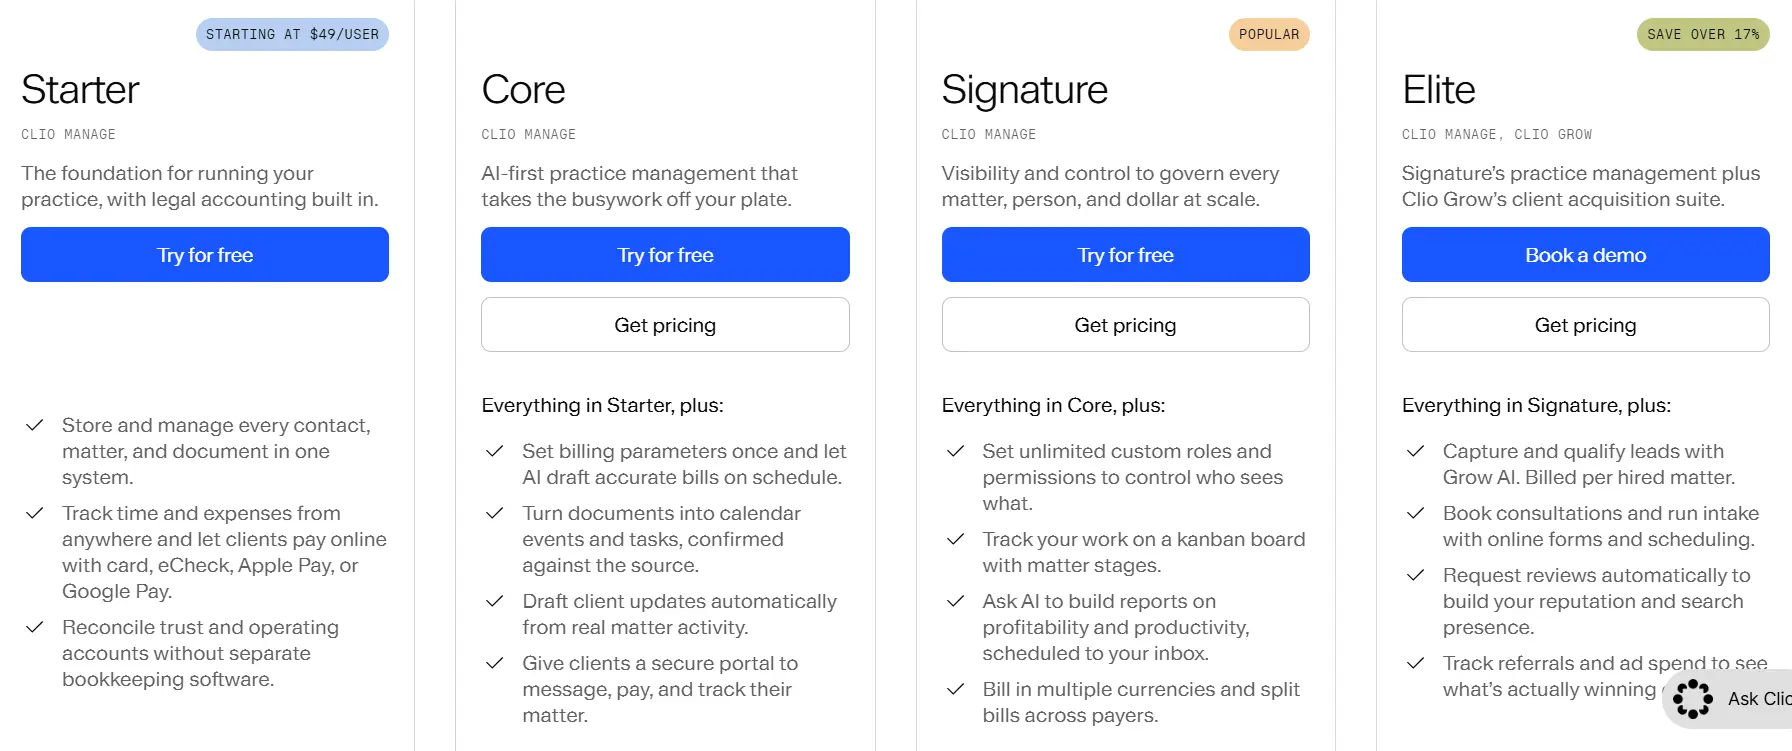 STARTING AT $49/USER
Starter
CLIO MANAGE
The foundation for running your
practice, with legal accounting built in.
Try for free
Store and manage every contact,
matter, and document in one
system.
Track time and expenses from
anywhere and let clients pay online
with card, eCheck, Apple Pay, or
Google Pay.
Reconcile trust and operating
accounts without separate
bookkeeping software.
Core
CLIO MANAGE
AI-first practice management that
takes the busywork off your plate.
Try for free
Get pricing
Everything in Starter, plus:
Set billing parameters once and let
AI draft accurate bills on schedule.
Turn documents into calendar
events and tasks, confirmed
against the source.
Draft client updates automatically
from real matter activity.
Give clients a secure portal to
message, pay, and track their
matter.
POPULAR
Signature
CLIO MANAGE
Visibility and control to govern every
matter, person, and dollar at scale.
Try for free
Get pricing
Everything in Core, plus:
Set unlimited custom roles and
permissions to control who sees
what.
Track your work on a kanban board
with matter stages.
Ask AI to build reports on
profitability and productivity,
scheduled to your inbox.
Bill in multiple currencies and split
bills across payers.
SAVE OVER 17%
Elite
CLIO MANAGE, CLIO GROW
Signature’s practice management plus
Clio Grow’s client acquisition suite.
Book a demo
Get pricing
Everything in Signature, plus:
Capture and qualify leads with
Grow AI. Billed per hired matter.
Book consultations and run intake
with online forms and scheduling.
Request reviews automatically to
build your reputation and search
presence.
Track referrals and ad spend to see
what’s actually winning
Ask Clio